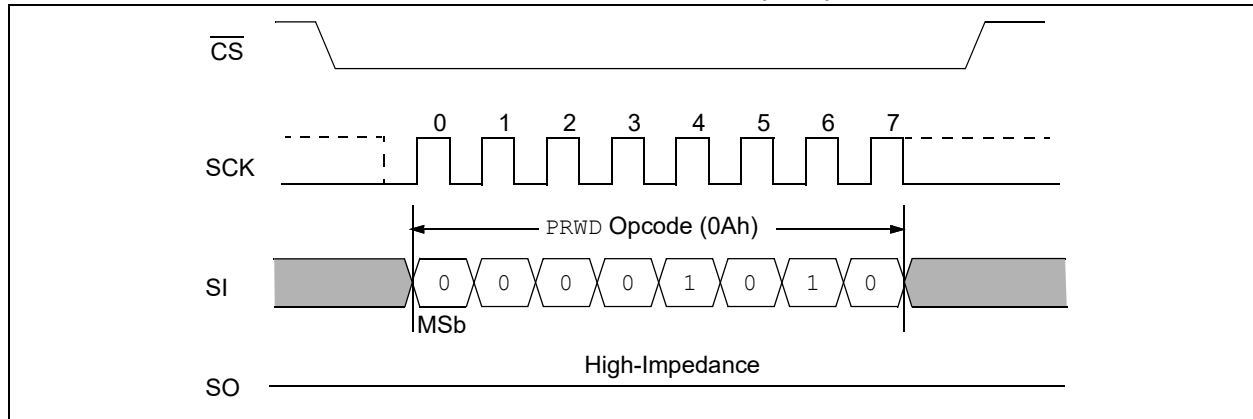 CS
0 1 2 3 4 5 6 7
SCK
PRWD Opcode (0Ah)
SI 0 0 0 0 1 0 1 0
MSb
High-Impedance
SO